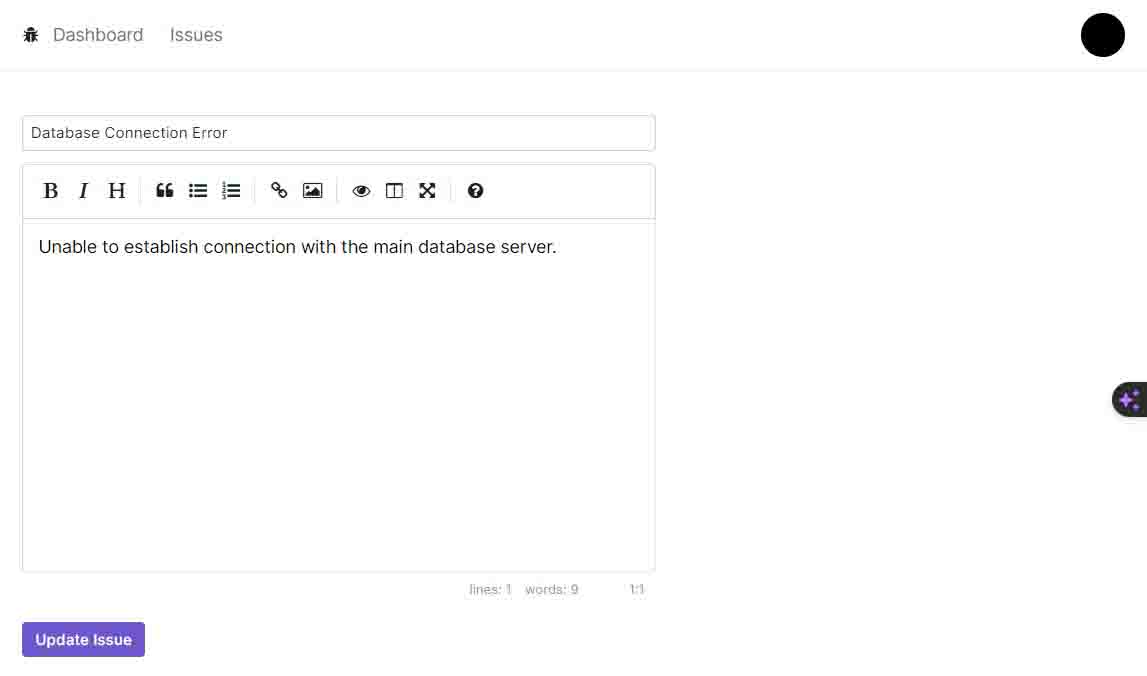 Dashboard Issues
Database Connection Error
B I H
Unable to establish connection with the main database server.
lines: 1 words: 9 1:1
Update Issue